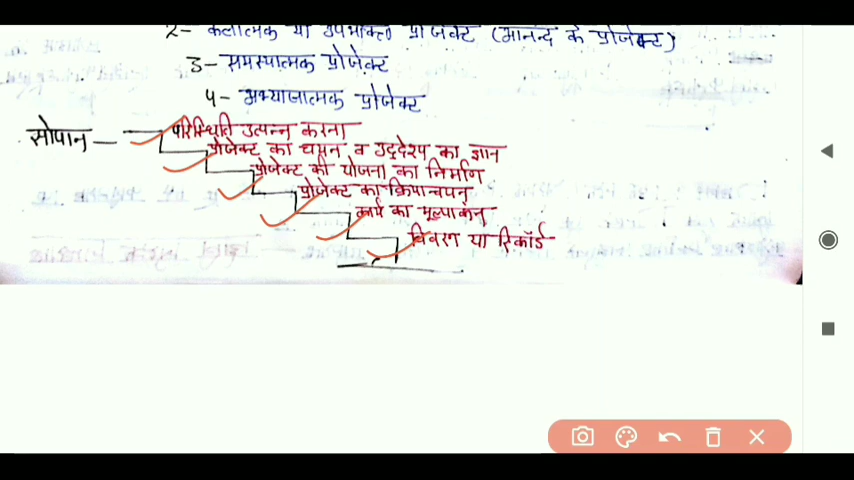 2- कलात्मक या उपभोक्ता प्रोजेक्ट (आनन्द के प्रोजेक्ट)
3- समस्यात्मक प्रोजेक्ट
4- अभ्यासात्मक प्रोजेक्ट
सोपान — परिस्थिति उत्पन्न करना
प्रोजेक्ट का चयन व उद्देश्य का ज्ञान
प्रोजेक्ट की योजना का निर्माण
प्रोजेक्ट का क्रियान्वयन
कार्य का मूल्यांकन
विवरण या रिकॉर्ड